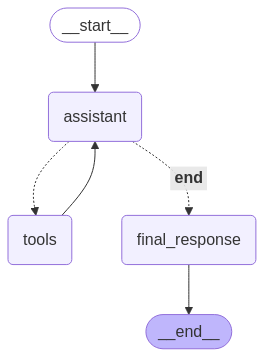 __start__
assistant
end
tools
final_response
__end__